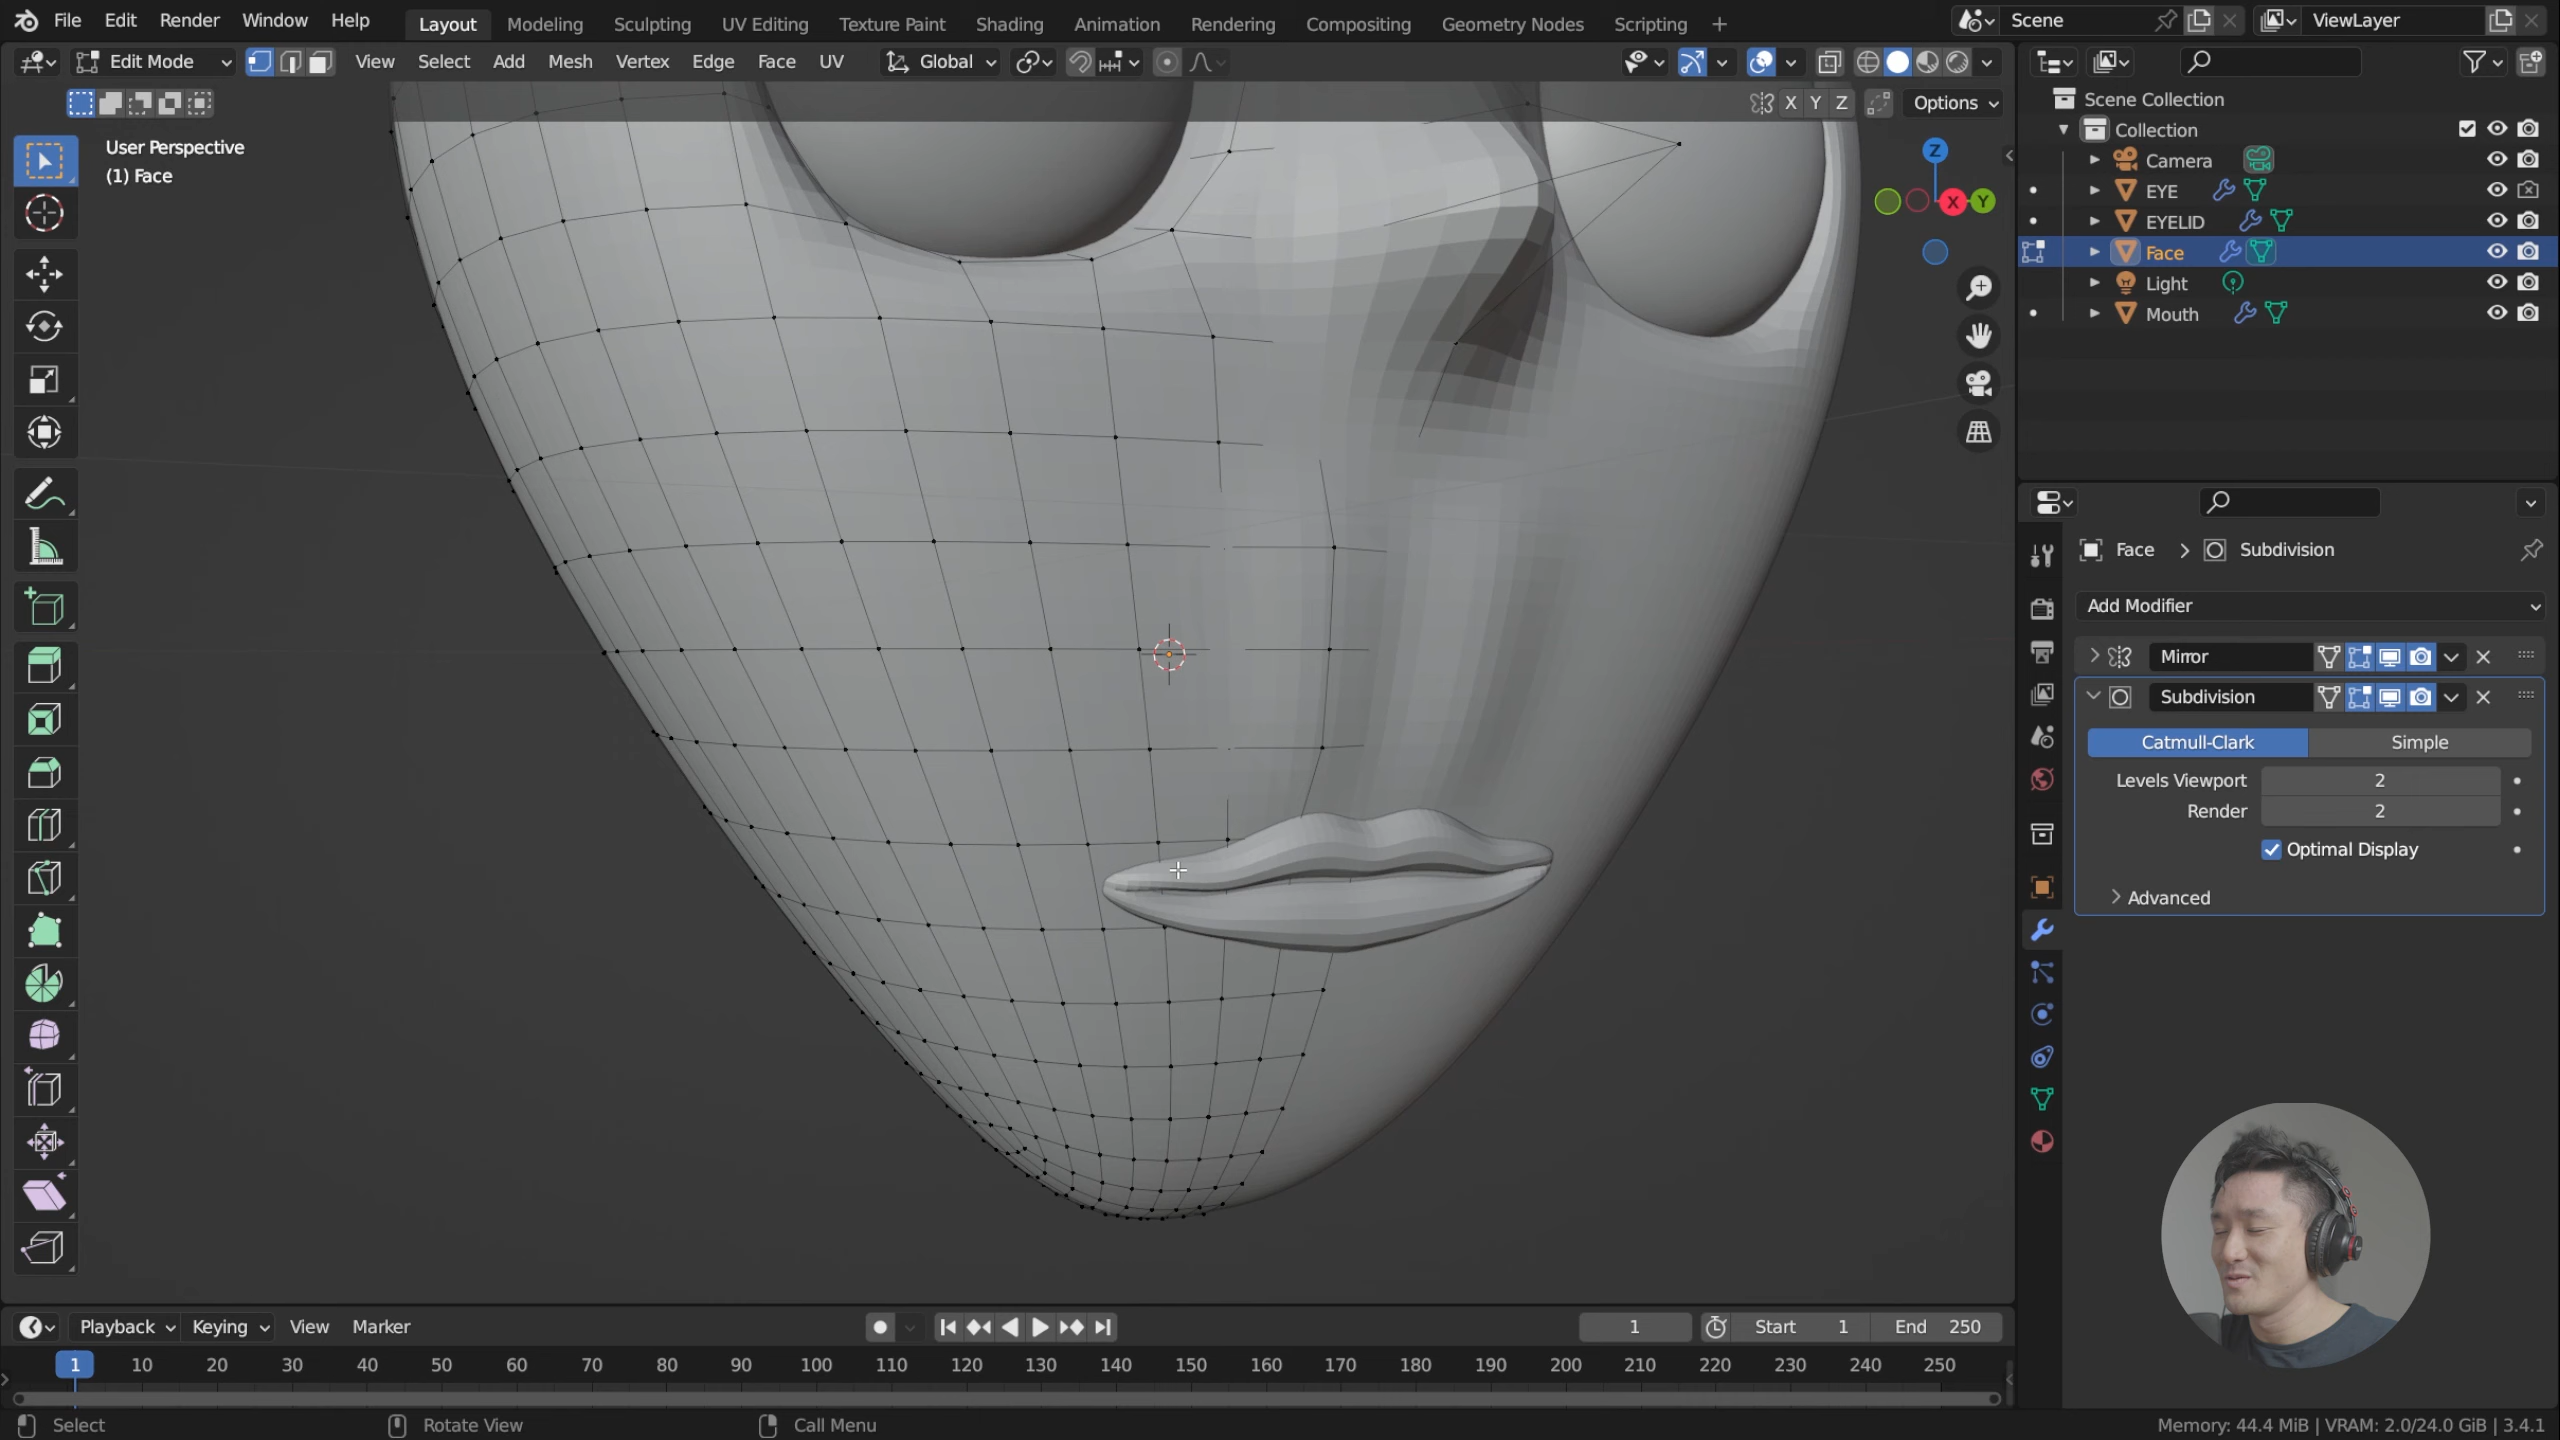 File Edit Render Window Help Layout Modeling Sculpting UV Editing Texture Paint Shading Animation Rendering Compositing Geometry Nodes Scripting + Scene ViewLayer
Edit Mode View Select Add Mesh Vertex Edge Face UV Global
X Y Z Options
User Perspective
(1) Face
Z
X Y
Scene Collection
Collection
Camera
EYE
EYELID
Face
Light
Mouth
Face > Subdivision
Add Modifier
Mirror
Subdivision
Catmull-Clark Simple
Levels Viewport 2
Render 2
Optimal Display
Advanced
Playback Keying View Marker 1 Start 1 End 250
1 10 20 30 40 50 60 70 80 90 100 110 120 130 140 150 160 170 180 190 200 210 220 230 240 250
Select Rotate View Call Menu Memory: 44.4 MiB | VRAM: 2.0/24.0 GiB | 3.4.1